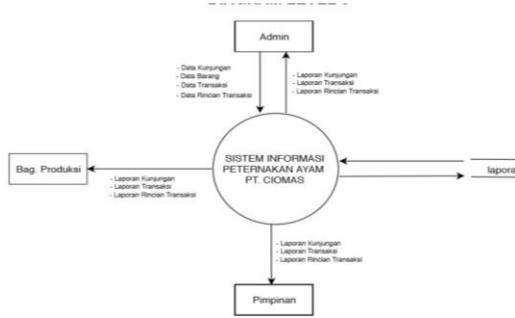 Admin
- Data Kunjungan
- Data Barang
- Data Transaksi
- Data Rincian Transaksi
- Laporan Kunjungan
- Laporan Transaksi
- Laporan Rincian Transaksi
SISTEM INFORMASI
PETERNAKAN AYAM
PT. CIOMAS
Bag. Produksi
- Laporan Kunjungan
- Laporan Transaksi
- Laporan Rincian Transaksi
lapora
- Laporan Kunjungan
- Laporan Transaksi
- Laporan Rincian Transaksi
Pimpinan